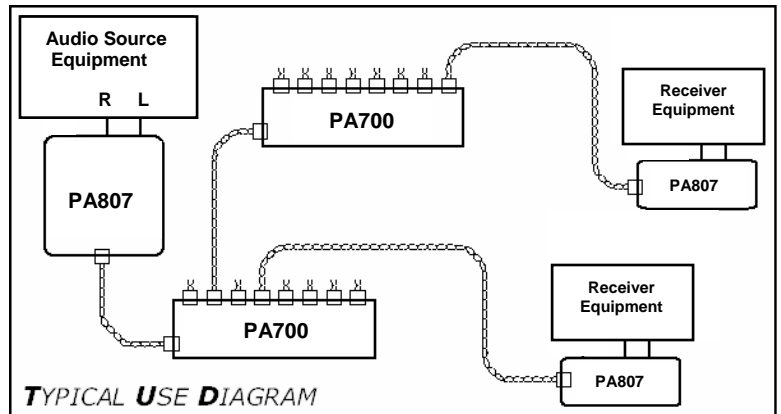 Audio Source
Equipment
R L
PA807
PA700
Receiver
Equipment
PA807
PA700
Receiver
Equipment
PA807
TYPICAL USE DIAGRAM